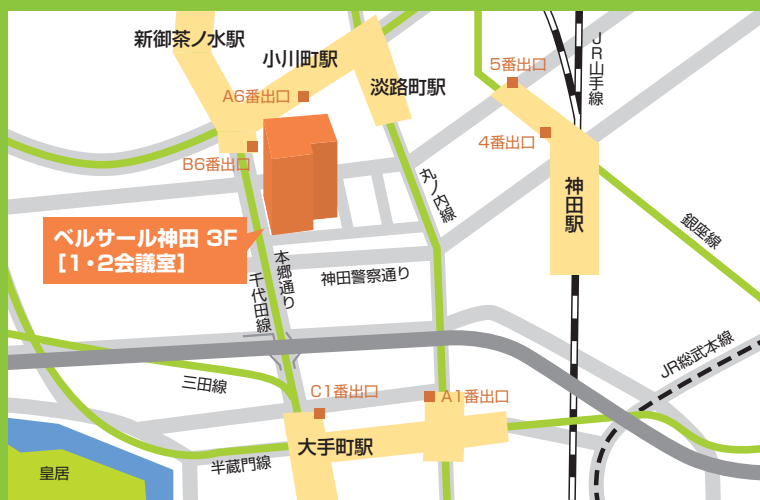 新御茶ノ水駅
小川町駅
淡路町駅
5番出口
JR山手線
A6番出口
4番出口
B6番出口
丸ノ内線
神田駅
銀座線
ベルサール神田 3F
[1・2会議室]
本郷通り
千代田線
神田警察通り
JR総武本線
三田線
C1番出口
A1番出口
大手町駅
半蔵門線
皇居